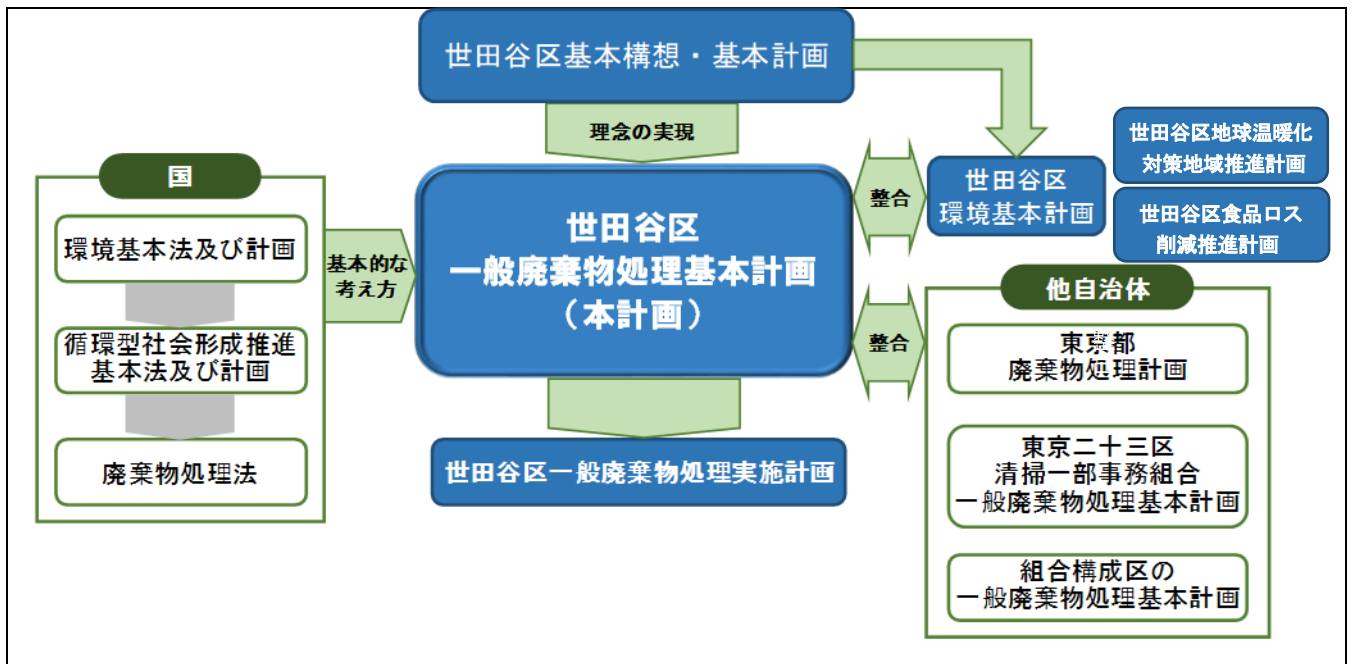 世田谷区基本構想・基本計画
理念の実現
国
環境基本法及び計画
循環型社会形成推進
基本法及び計画
廃棄物処理法
基本的な
考え方
世田谷区
一般廃棄物処理基本計画
（本計画）
世田谷区一般廃棄物処理実施計画
整合
世田谷区
環境基本計画
世田谷区地球温暖化
対策地域推進計画
世田谷区食品ロス
削減推進計画
整合
他自治体
東京都
廃棄物処理計画
東京二十三区
清掃一部事務組合
一般廃棄物処理基本計画
組合構成区の
一般廃棄物処理基本計画